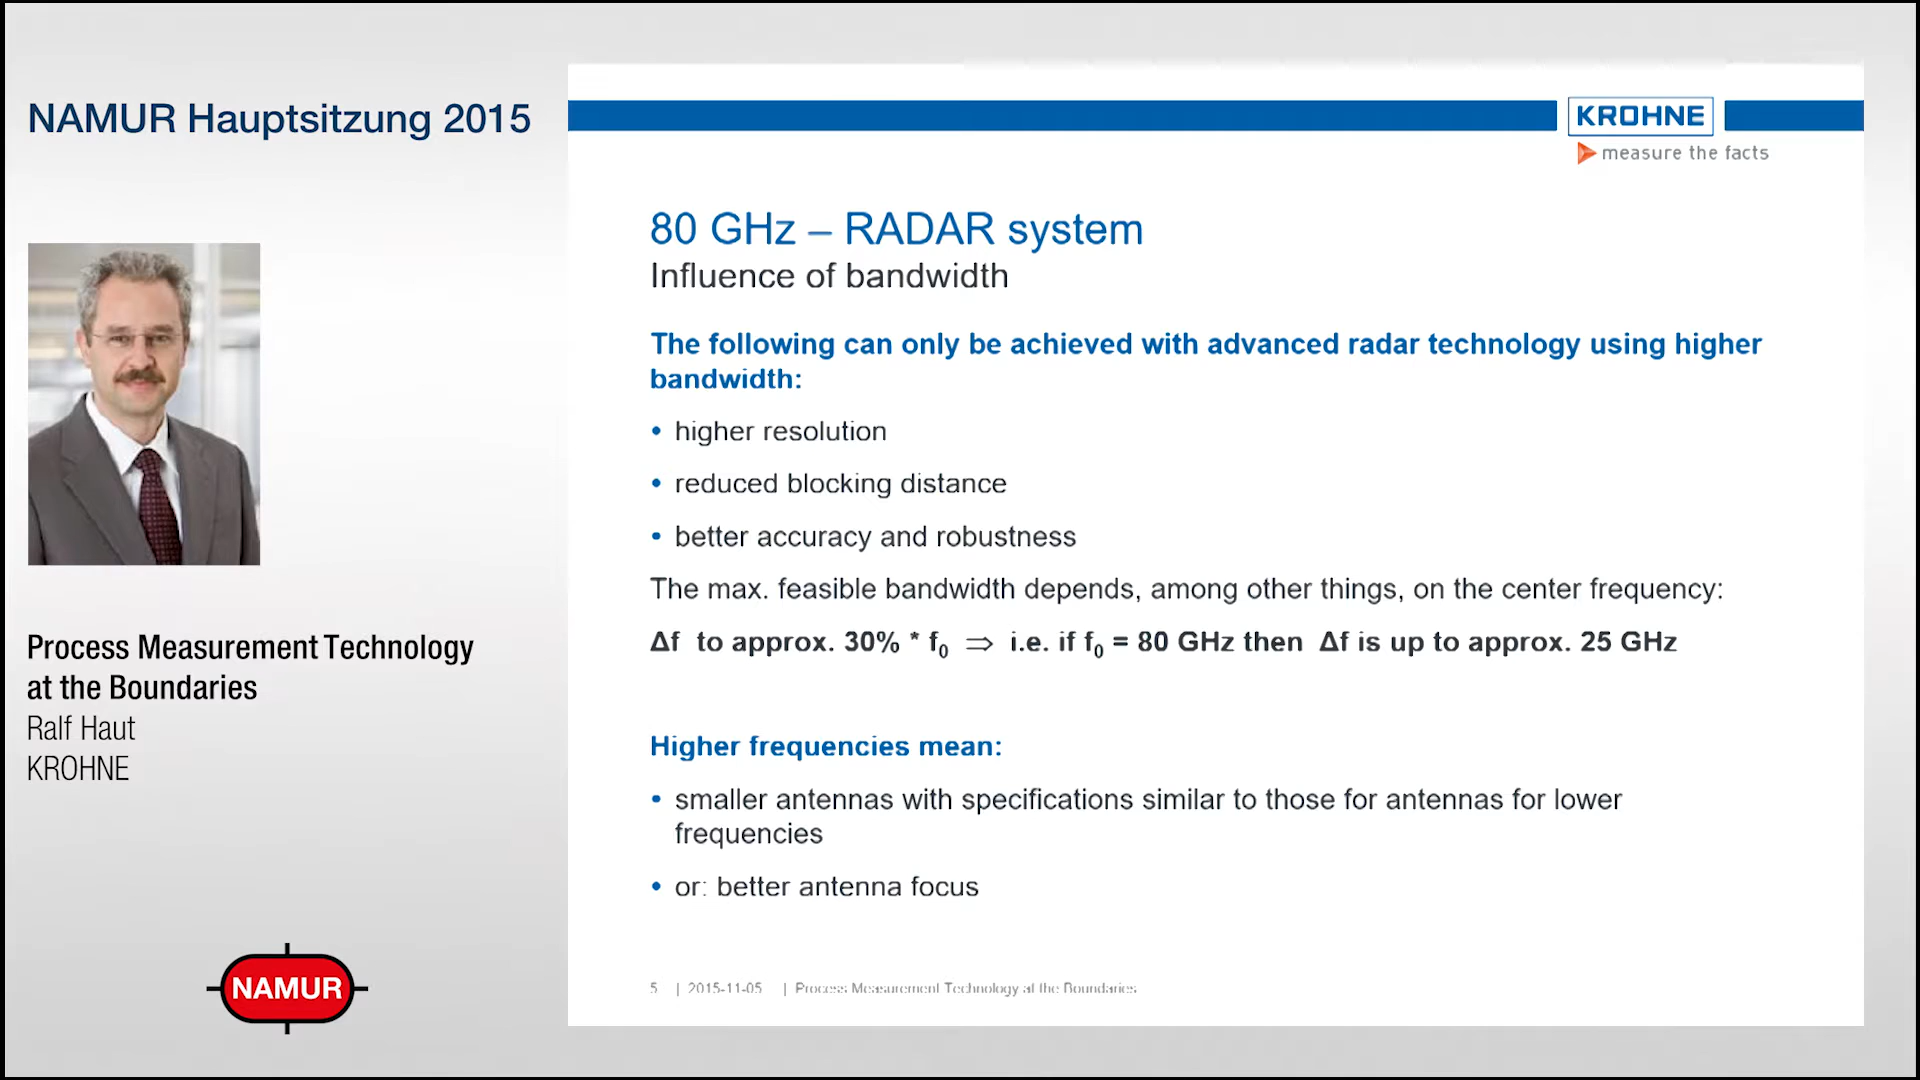 NAMUR Hauptsitzung 2015
Process Measurement Technology
at the Boundaries
Ralf Haut
KROHNE
NAMUR
KROHNE
measure the facts
80 GHz – RADAR system
Influence of bandwidth
The following can only be achieved with advanced radar technology using higher
bandwidth:
• higher resolution
• reduced blocking distance
• better accuracy and robustness
The max. feasible bandwidth depends, among other things, on the center frequency:
Δf to approx. 30% * f₀ ⇒ i.e. if f₀ = 80 GHz then Δf is up to approx. 25 GHz
Higher frequencies mean:
• smaller antennas with specifications similar to those for antennas for lower
frequencies
• or: better antenna focus
5 | 2015-11-05 | Process Measurement Technology at the Boundaries